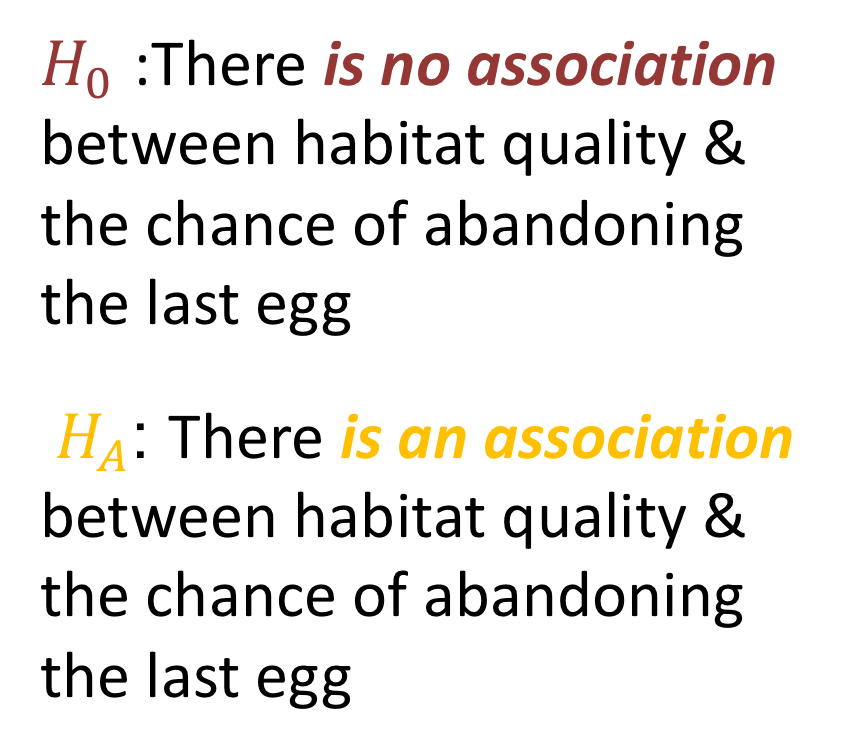 H₀ :There is no association
between habitat quality &
the chance of abandoning
the last egg
H_A: There is an association
between habitat quality &
the chance of abandoning
the last egg